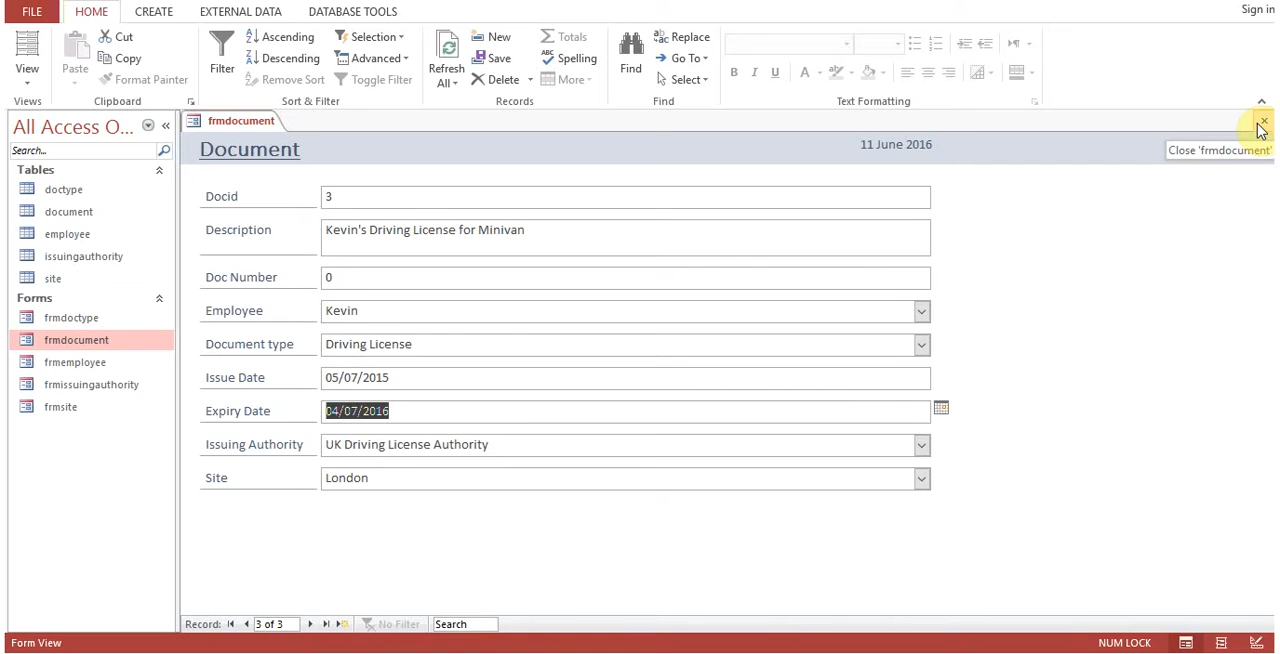 FILE HOME CREATE EXTERNAL DATA DATABASE TOOLS Sign in
View
Views
Paste
Cut
Copy
Format Painter
Clipboard
Filter
Ascending
Descending
Remove Sort
Selection
Advanced
Toggle Filter
Sort & Filter
Refresh
All
New
Save
Delete
Totals
Spelling
More
Records
Find
Replace
Go To
Select
Find
B I U A
Text Formatting
All Access O...
Search...
Tables
doctype
document
employee
issuingauthority
site
Forms
frmdoctype
frmdocument
frmemployee
frmissuingauthority
frmsite
frmdocument
Close 'frmdocument'
Document 11 June 2016
Docid 3
Description Kevin's Driving License for Minivan
Doc Number 0
Employee Kevin
Document type Driving License
Issue Date 05/07/2015
Expiry Date 04/07/2016
Issuing Authority UK Driving License Authority
Site London
Record: 3 of 3 No Filter Search
Form View NUM LOCK